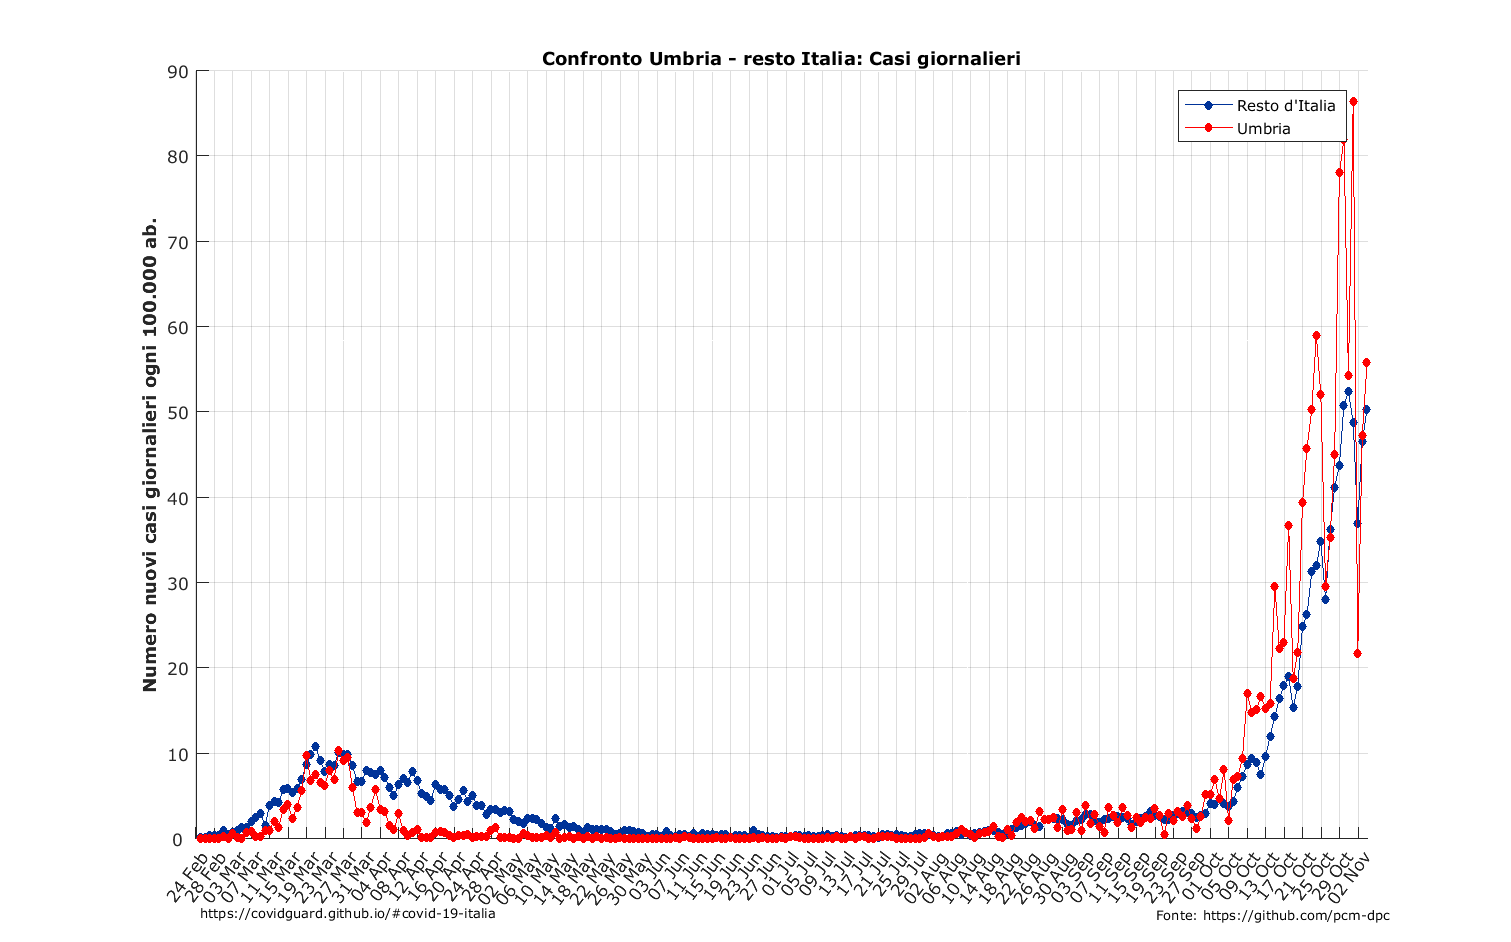 Confronto Umbria - resto Italia: Casi giornalieri
Numero nuovi casi giornalieri ogni 100.000 ab.
90
80
70
60
50
40
30
20
10
0
Resto d'Italia
Umbria
24 Feb
28 Feb
03 Mar
07 Mar
11 Mar
15 Mar
19 Mar
23 Mar
27 Mar
31 Mar
04 Apr
08 Apr
12 Apr
16 Apr
20 Apr
24 Apr
28 Apr
02 May
06 May
10 May
14 May
18 May
22 May
26 May
30 May
03 Jun
07 Jun
11 Jun
15 Jun
19 Jun
23 Jun
27 Jun
01 Jul
05 Jul
09 Jul
13 Jul
17 Jul
21 Jul
25 Jul
29 Jul
02 Aug
06 Aug
10 Aug
14 Aug
18 Aug
22 Aug
26 Aug
30 Aug
03 Sep
07 Sep
11 Sep
15 Sep
19 Sep
23 Sep
27 Sep
01 Oct
05 Oct
09 Oct
13 Oct
17 Oct
21 Oct
25 Oct
29 Oct
02 Nov
https://covidguard.github.io/#covid-19-italia
Fonte: https://github.com/pcm-dpc